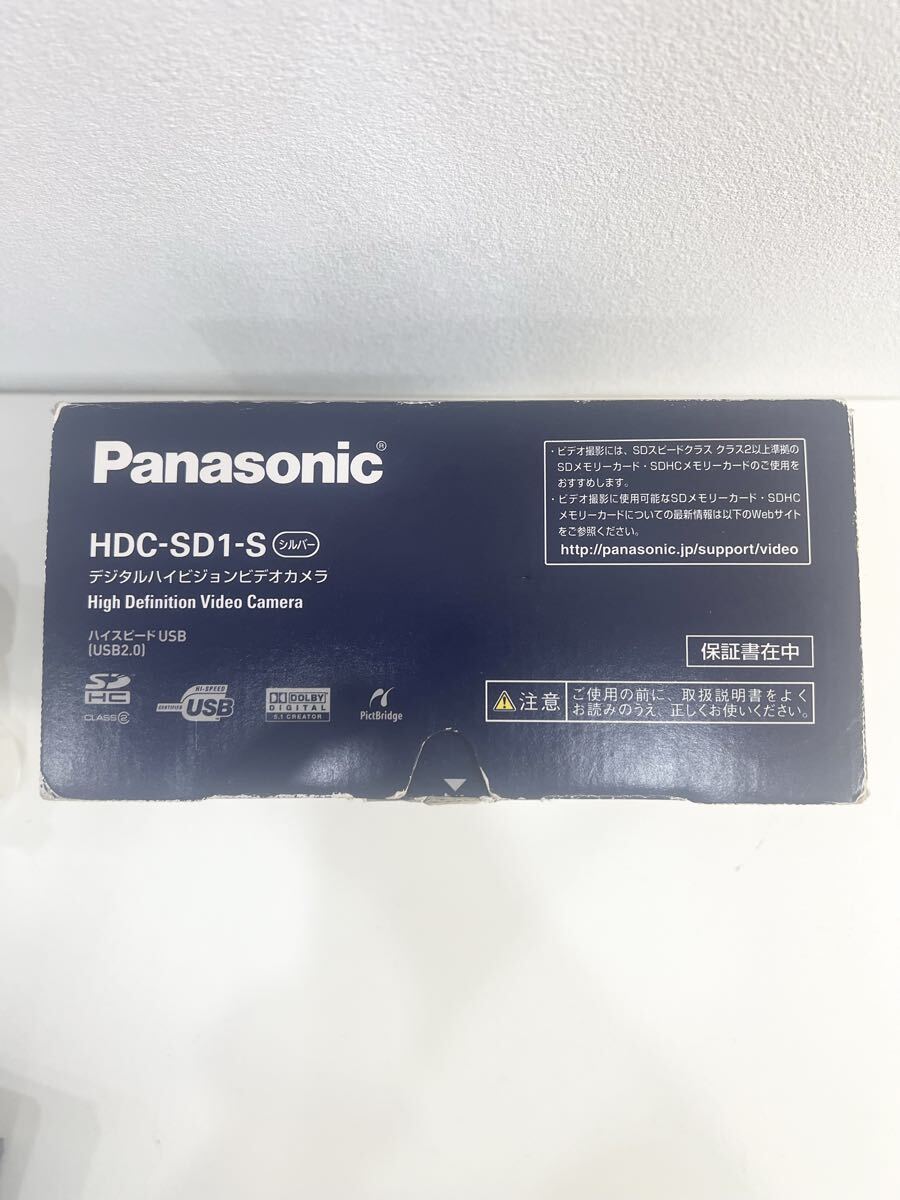 Panasonic®
HDC-SD1-S シルバー
デジタルハイビジョンビデオカメラ
High Definition Video Camera
ハイスピード USB
(USB2.0)
SD
HC
CLASS②
HI-SPEED
CERTIFIED
USB
DOLBY
DIGITAL
5.1 CREATOR
PictBridge
・ビデオ撮影には、SDスピードクラス クラス2以上準拠の
SDメモリーカード・SDHCメモリーカードのご使用を
おすすめします。
・ビデオ撮影に使用可能なSDメモリーカード・SDHC
メモリーカードについての最新情報は以下のWebサイト
をご参照ください。
http://panasonic.jp/support/video
保証書在中
注意
ご使用の前に、取扱説明書をよく
お読みのうえ、正しくお使いください。